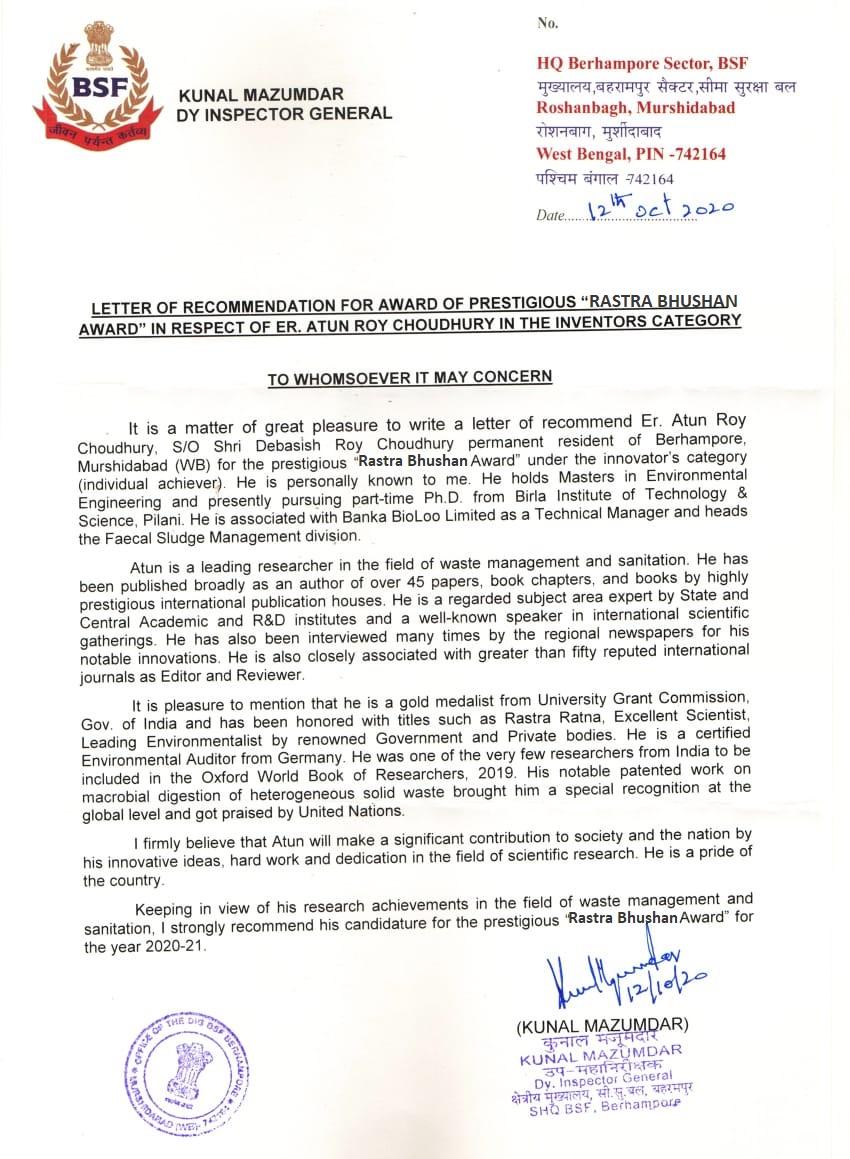 No.
BSF
जीवन पर्यन्त कर्तव्य
KUNAL MAZUMDAR
DY INSPECTOR GENERAL
HQ Berhampore Sector, BSF
मुख्यालय,बहरामपुर सैक्टर,सीमा सुरक्षा बल
Roshanbagh, Murshidabad
रोशनबाग, मुर्शीदाबाद
West Bengal, PIN -742164
पश्चिम बंगाल -742164
Date 12th Oct 2020
LETTER OF RECOMMENDATION FOR AWARD OF PRESTIGIOUS “RASTRA BHUSHAN
AWARD” IN RESPECT OF ER. ATUN ROY CHOUDHURY IN THE INVENTORS CATEGORY
TO WHOMSOEVER IT MAY CONCERN
It is a matter of great pleasure to write a letter of recommend Er. Atun Roy
Choudhury, S/O Shri Debasish Roy Choudhury permanent resident of Berhampore,
Murshidabad (WB) for the prestigious “Rastra Bhushan Award” under the innovator’s category
(individual achiever). He is personally known to me. He holds Masters in Environmental
Engineering and presently pursuing part-time Ph.D. from Birla Institute of Technology &
Science, Pilani. He is associated with Banka BioLoo Limited as a Technical Manager and heads
the Faecal Sludge Management division.
Atun is a leading researcher in the field of waste management and sanitation. He has
been published broadly as an author of over 45 papers, book chapters, and books by highly
prestigious international publication houses. He is a regarded subject area expert by State and
Central Academic and R&D institutes and a well-known speaker in international scientific
gatherings. He has also been interviewed many times by the regional newspapers for his
notable innovations. He is also closely associated with greater than fifty reputed international
journals as Editor and Reviewer.
It is pleasure to mention that he is a gold medalist from University Grant Commission,
Gov. of India and has been honored with titles such as Rastra Ratna, Excellent Scientist,
Leading Environmentalist by renowned Government and Private bodies. He is a certified
Environmental Auditor from Germany. He was one of the very few researchers from India to be
included in the Oxford World Book of Researchers, 2019. His notable patented work on
macrobial digestion of heterogeneous solid waste brought him a special recognition at the
global level and got praised by United Nations.
I firmly believe that Atun will make a significant contribution to society and the nation by
his innovative ideas, hard work and dedication in the field of scientific research. He is a pride of
the country.
Keeping in view of his research achievements in the field of waste management and
sanitation, I strongly recommend his candidature for the prestigious “Rastra Bhushan Award” for
the year 2020-21.
12/10/20
(KUNAL MAZUMDAR)
कुनाल मजूमदार
KUNAL MAZUMDAR
उप-महानिरीक्षक
Dy. Inspector General
क्षेत्रीय मुख्यालय, सी.सु.बल, बहरमपुर
SHQ BSF, Berhampore
OFFICE OF THE DIG BSF BERHAMPORE
MURSHIDABAD (WB)- 742164